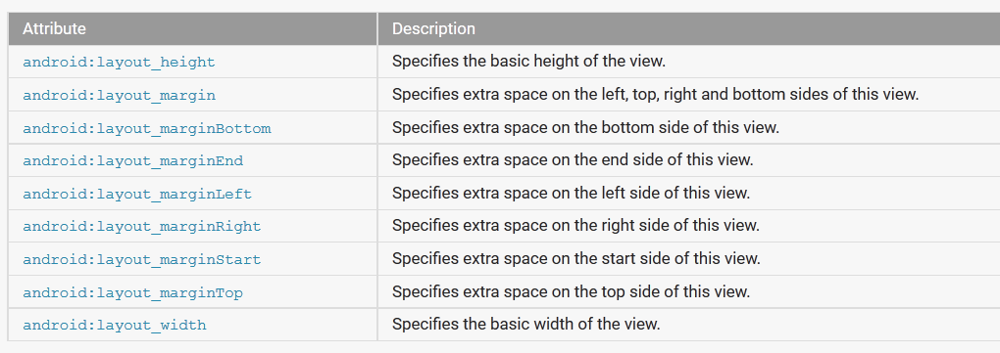 Attribute Description
android:layout_height Specifies the basic height of the view.
android:layout_margin Specifies extra space on the left, top, right and bottom sides of this view.
android:layout_marginBottom Specifies extra space on the bottom side of this view.
android:layout_marginEnd Specifies extra space on the end side of this view.
android:layout_marginLeft Specifies extra space on the left side of this view.
android:layout_marginRight Specifies extra space on the right side of this view.
android:layout_marginStart Specifies extra space on the start side of this view.
android:layout_marginTop Specifies extra space on the top side of this view.
android:layout_width Specifies the basic width of the view.